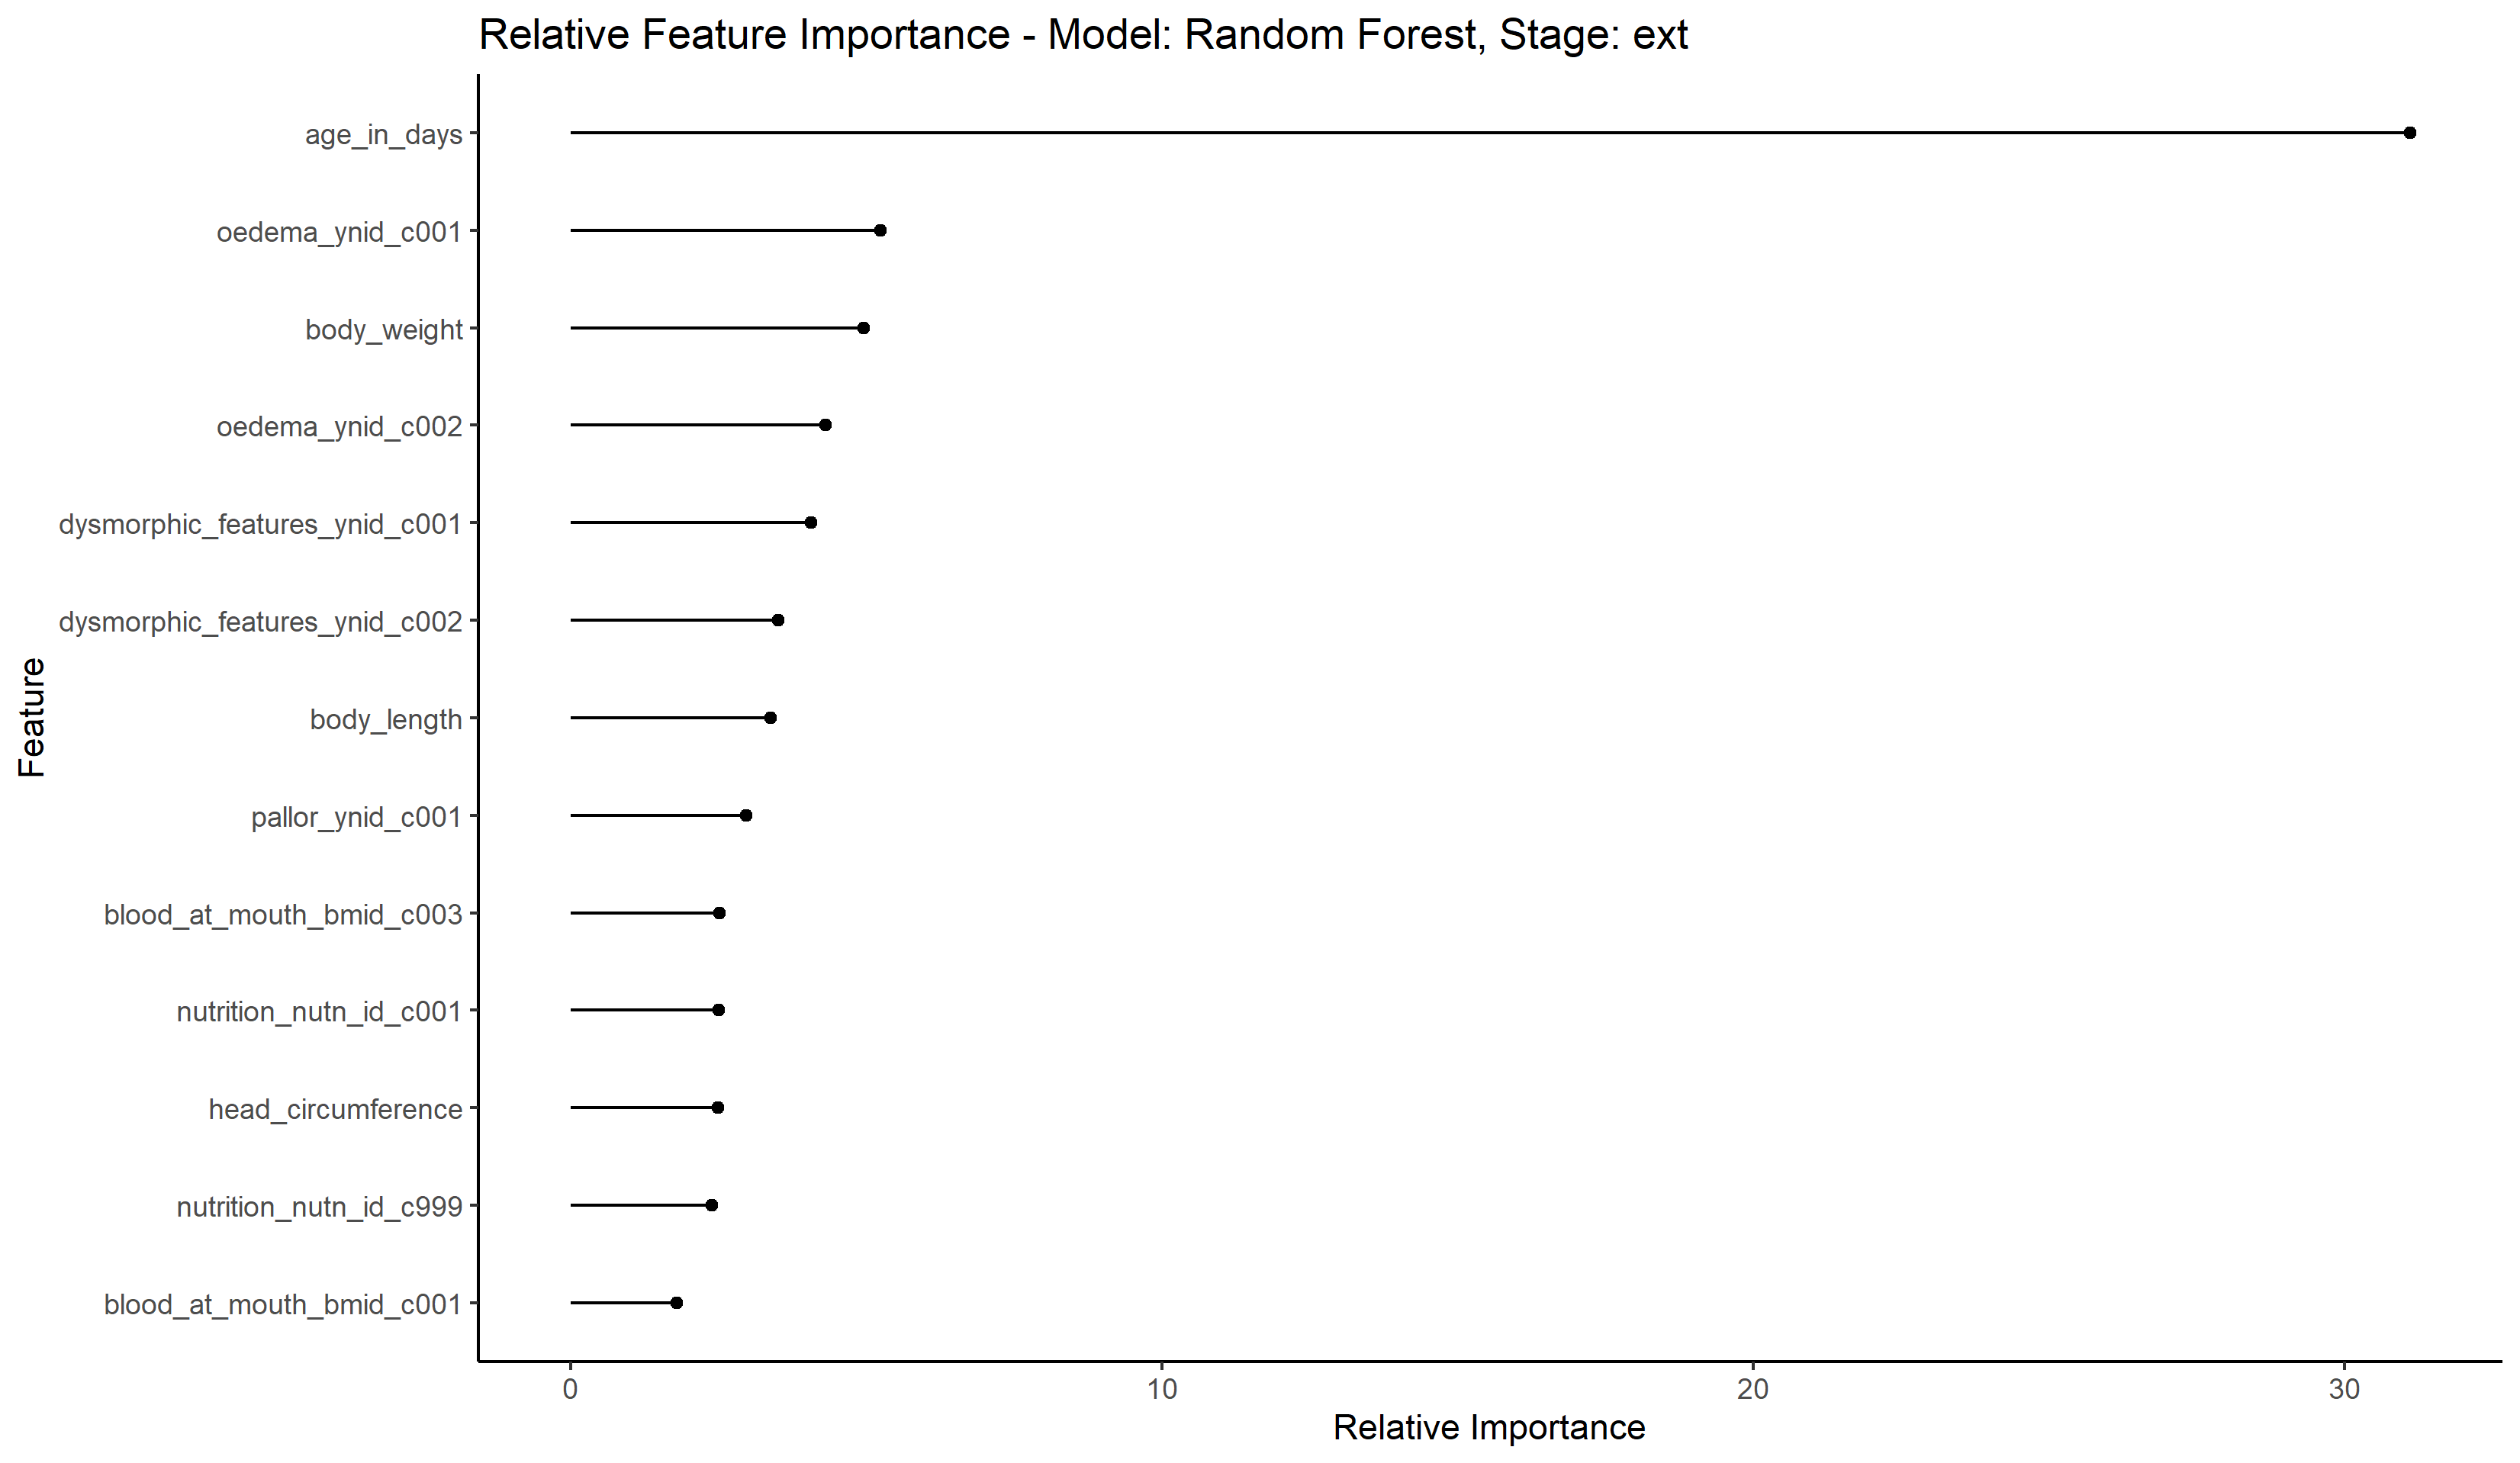 Relative Feature Importance - Model: Random Forest, Stage: ext
age_in_days
oedema_ynid_c001
body_weight
oedema_ynid_c002
dysmorphic_features_ynid_c001
dysmorphic_features_ynid_c002
body_length
pallor_ynid_c001
blood_at_mouth_bmid_c003
nutrition_nutn_id_c001
head_circumference
nutrition_nutn_id_c999
blood_at_mouth_bmid_c001
Feature
0 10 20 30
Relative Importance